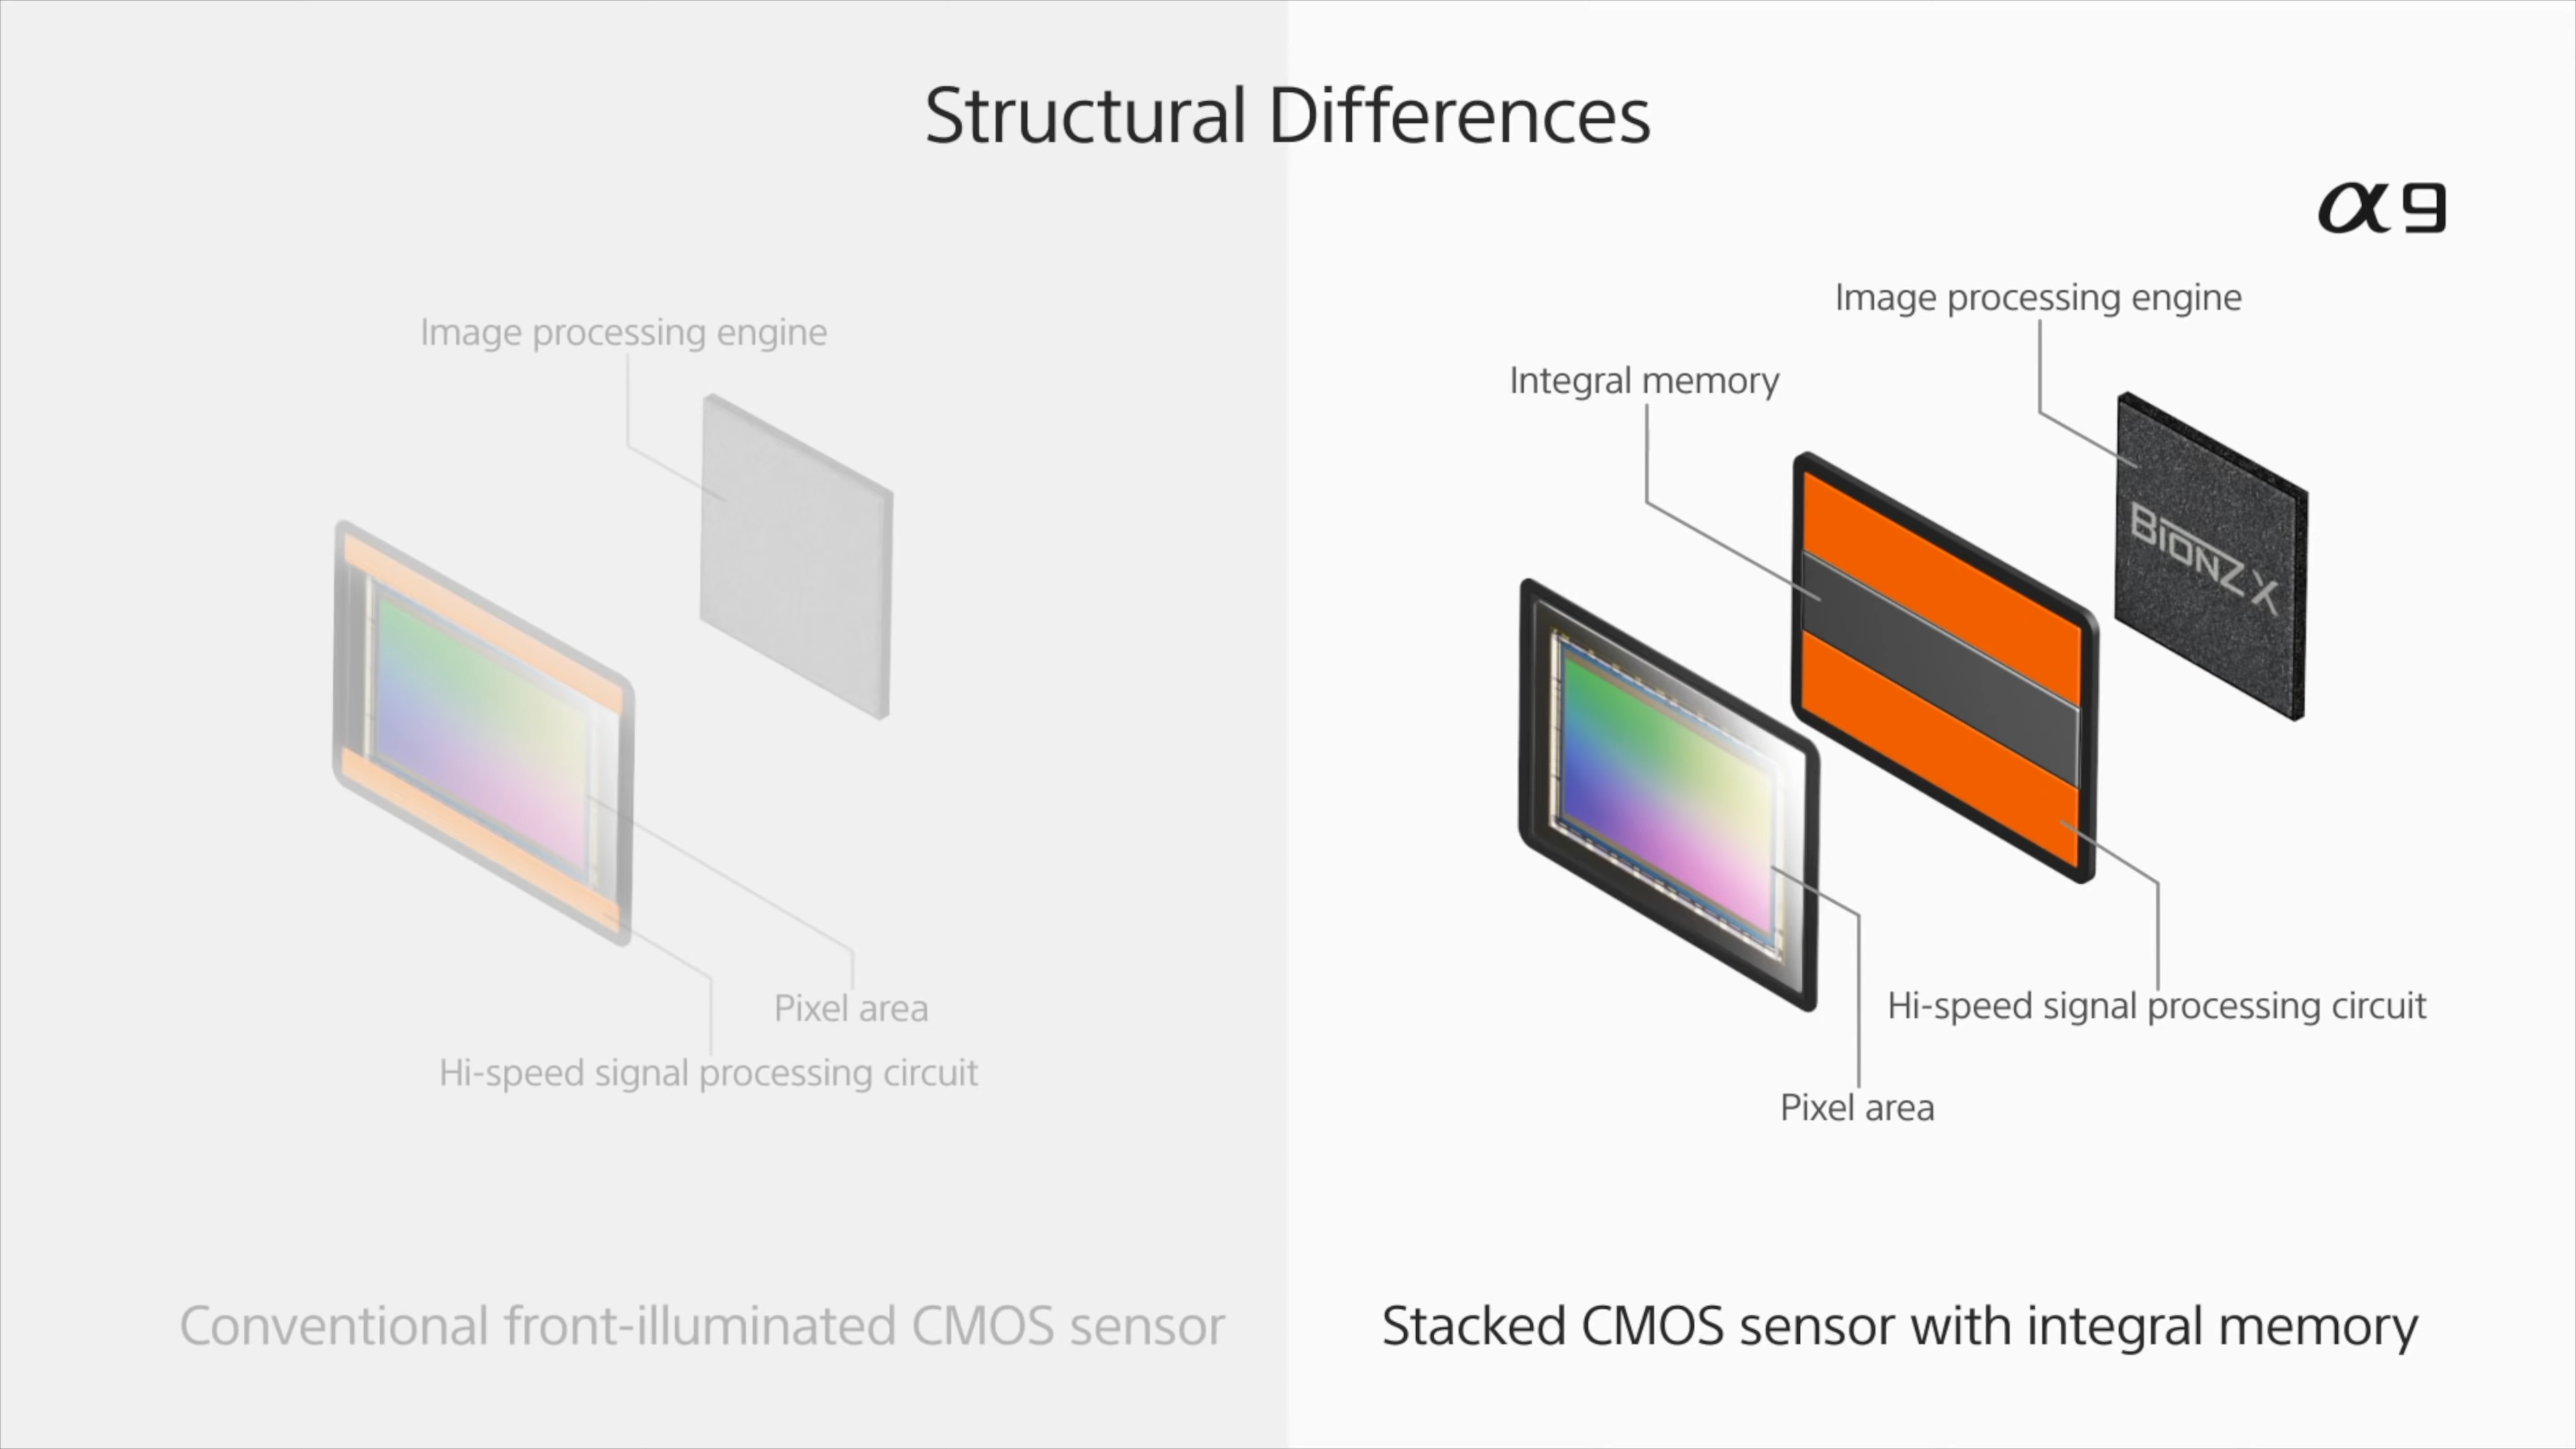 Structural Differences
α9
Image processing engine
Pixel area
Hi-speed signal processing circuit
Conventional front-illuminated CMOS sensor
Image processing engine
Integral memory
BIONZ X
Hi-speed signal processing circuit
Pixel area
Stacked CMOS sensor with integral memory